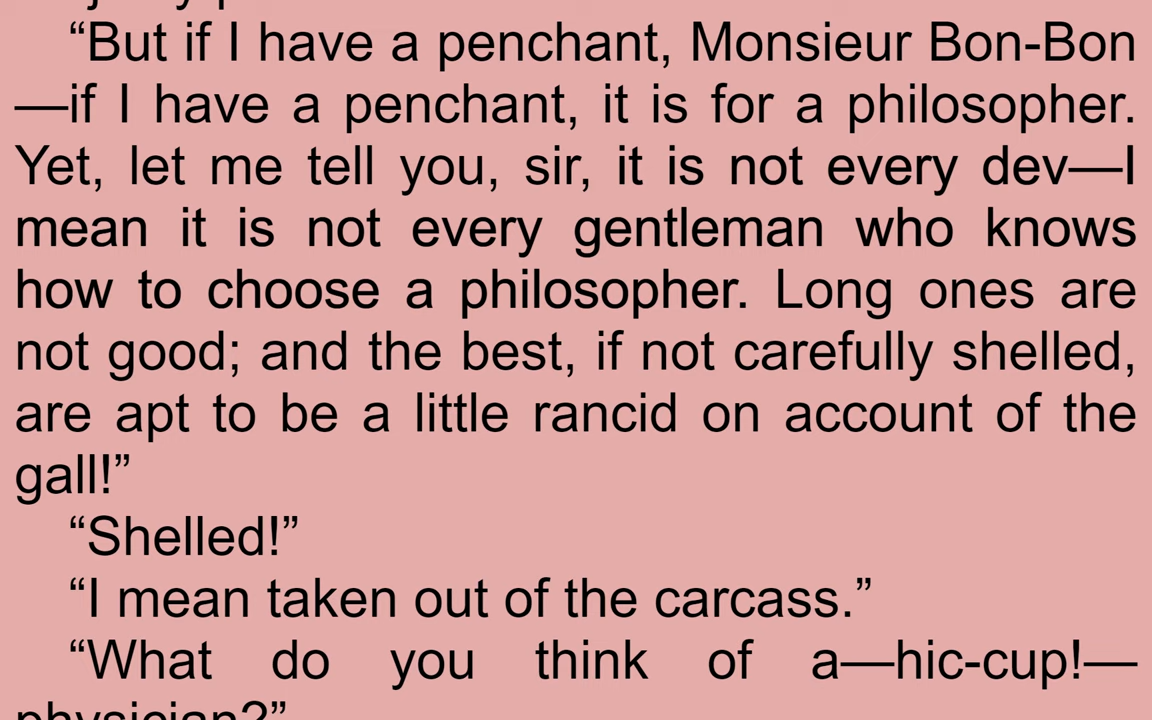 “But if I have a penchant, Monsieur Bon-Bon
—if I have a penchant, it is for a philosopher.
Yet, let me tell you, sir, it is not every dev—I
mean it is not every gentleman who knows
how to choose a philosopher. Long ones are
not good; and the best, if not carefully shelled,
are apt to be a little rancid on account of the
gall!”
“Shelled!”
“I mean taken out of the carcass.”
“What do you think of a—hic-cup!—
physician?”